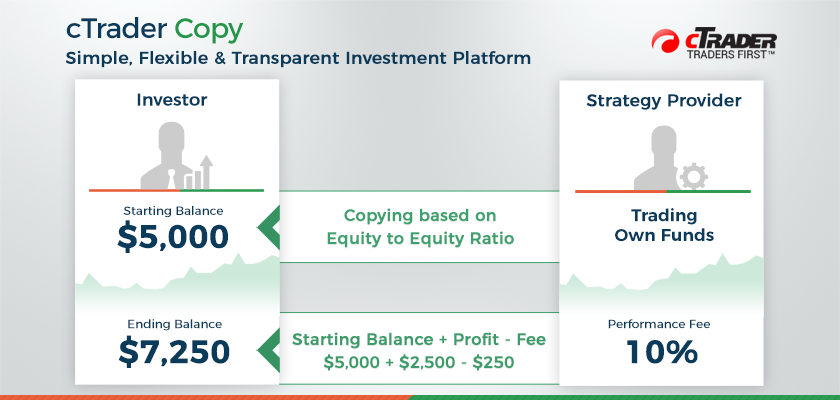 cTrader Copy
Simple, Flexible & Transparent Investment Platform
cTRADER
TRADERS FIRST™
Investor
Starting Balance
$5,000
Ending Balance
$7,250
Copying based on
Equity to Equity Ratio
Starting Balance + Profit - Fee
$5,000 + $2,500 - $250
Strategy Provider
Trading
Own Funds
Performance Fee
10%